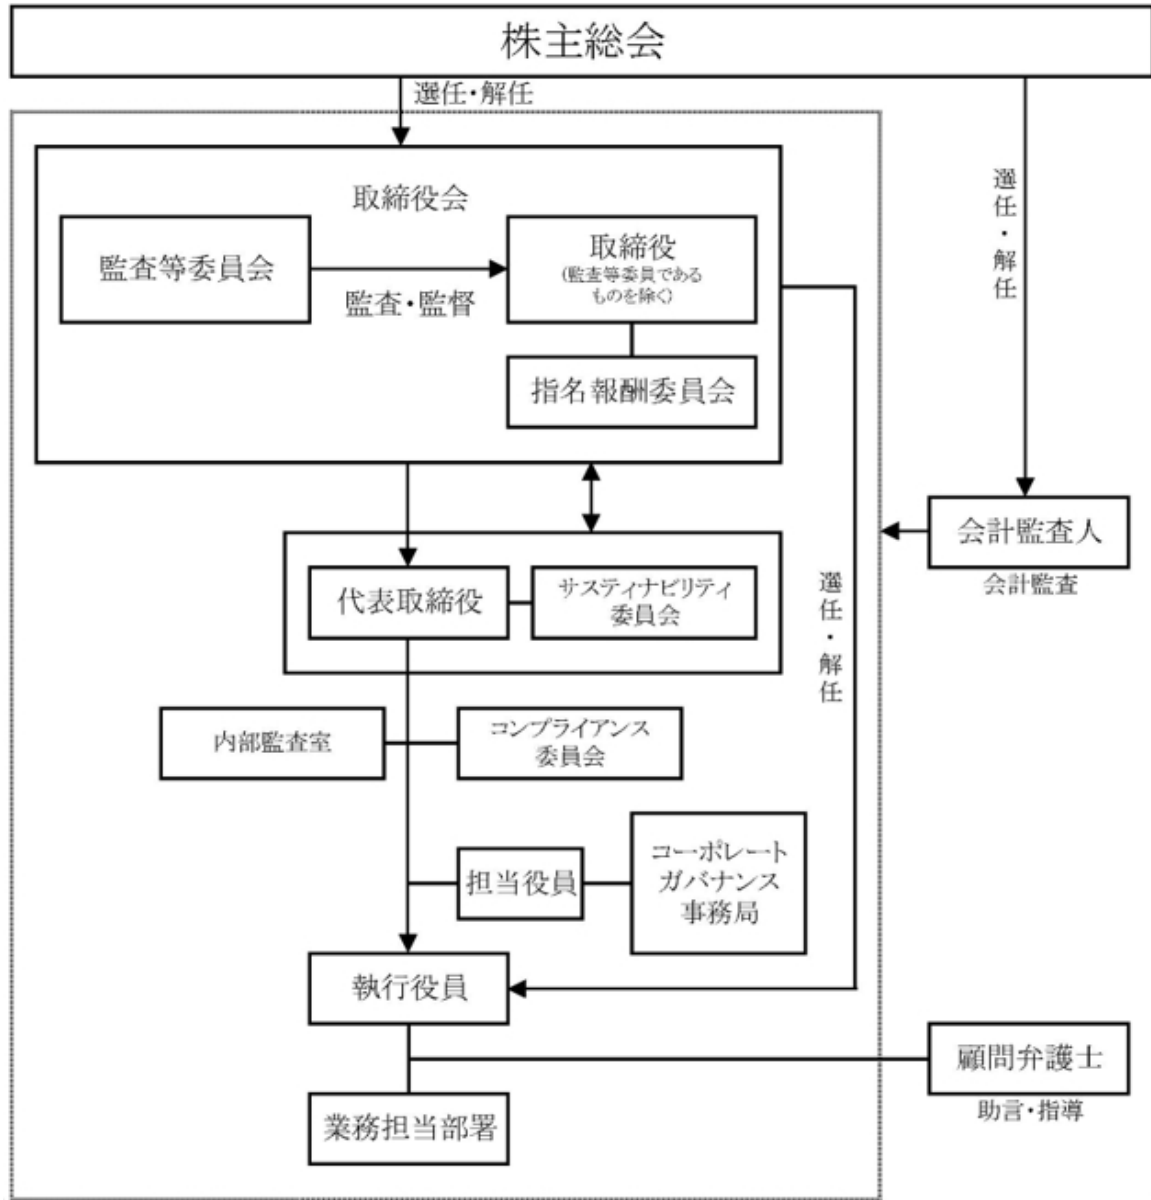 株主総会
選任・解任
取締役会
監査等委員会
監査・監督
取締役
（監査等委員である
ものを除く）
指名報酬委員会
選任・解任
会計監査人
会計監査
代表取締役
サスティナビリティ
委員会
選任・解任
内部監査室
コンプライアンス
委員会
担当役員
コーポレート
ガバナンス
事務局
執行役員
顧問弁護士
助言・指導
業務担当部署